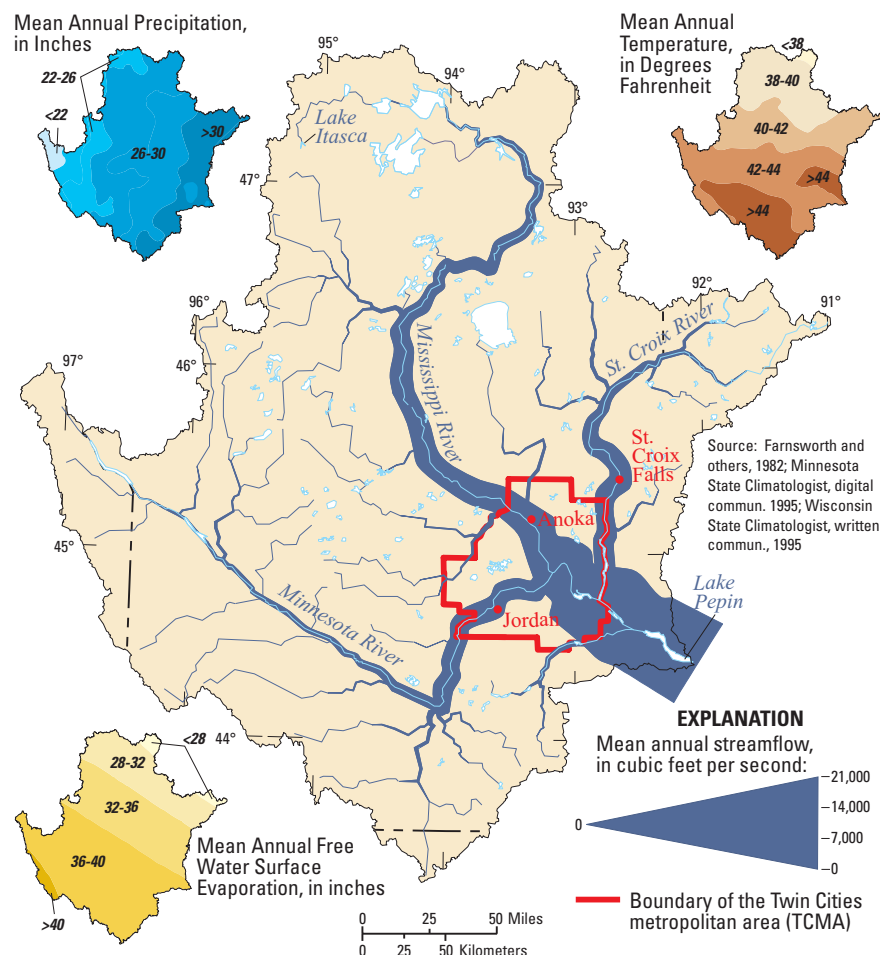 Mean Annual Precipitation,
in Inches
22-26
<22
26-30
>30
Mean Annual
Temperature,
in Degrees
Fahrenheit
<38
38-40
40-42
42-44
>44
>44
95°
94°
Lake
Itasca
47°
93°
96°
46°
97°
92°
91°
Mississippi River
St. Croix River
St.
Croix
Falls
Source: Farnsworth and
others, 1982; Minnesota
State Climatologist, digital
commun. 1995; Wisconsin
State Climatologist, written
commun., 1995
Anoka
45°
Minnesota River
Jordan
Lake
Pepin
44°
<28
28-32
32-36
36-40
>40
Mean Annual Free
Water Surface
Evaporation, in inches
EXPLANATION
Mean annual streamflow,
in cubic feet per second:
0
21,000
14,000
7,000
0
Boundary of the Twin Cities
metropolitan area (TCMA)
0 25 50 Miles
0 25 50 Kilometers